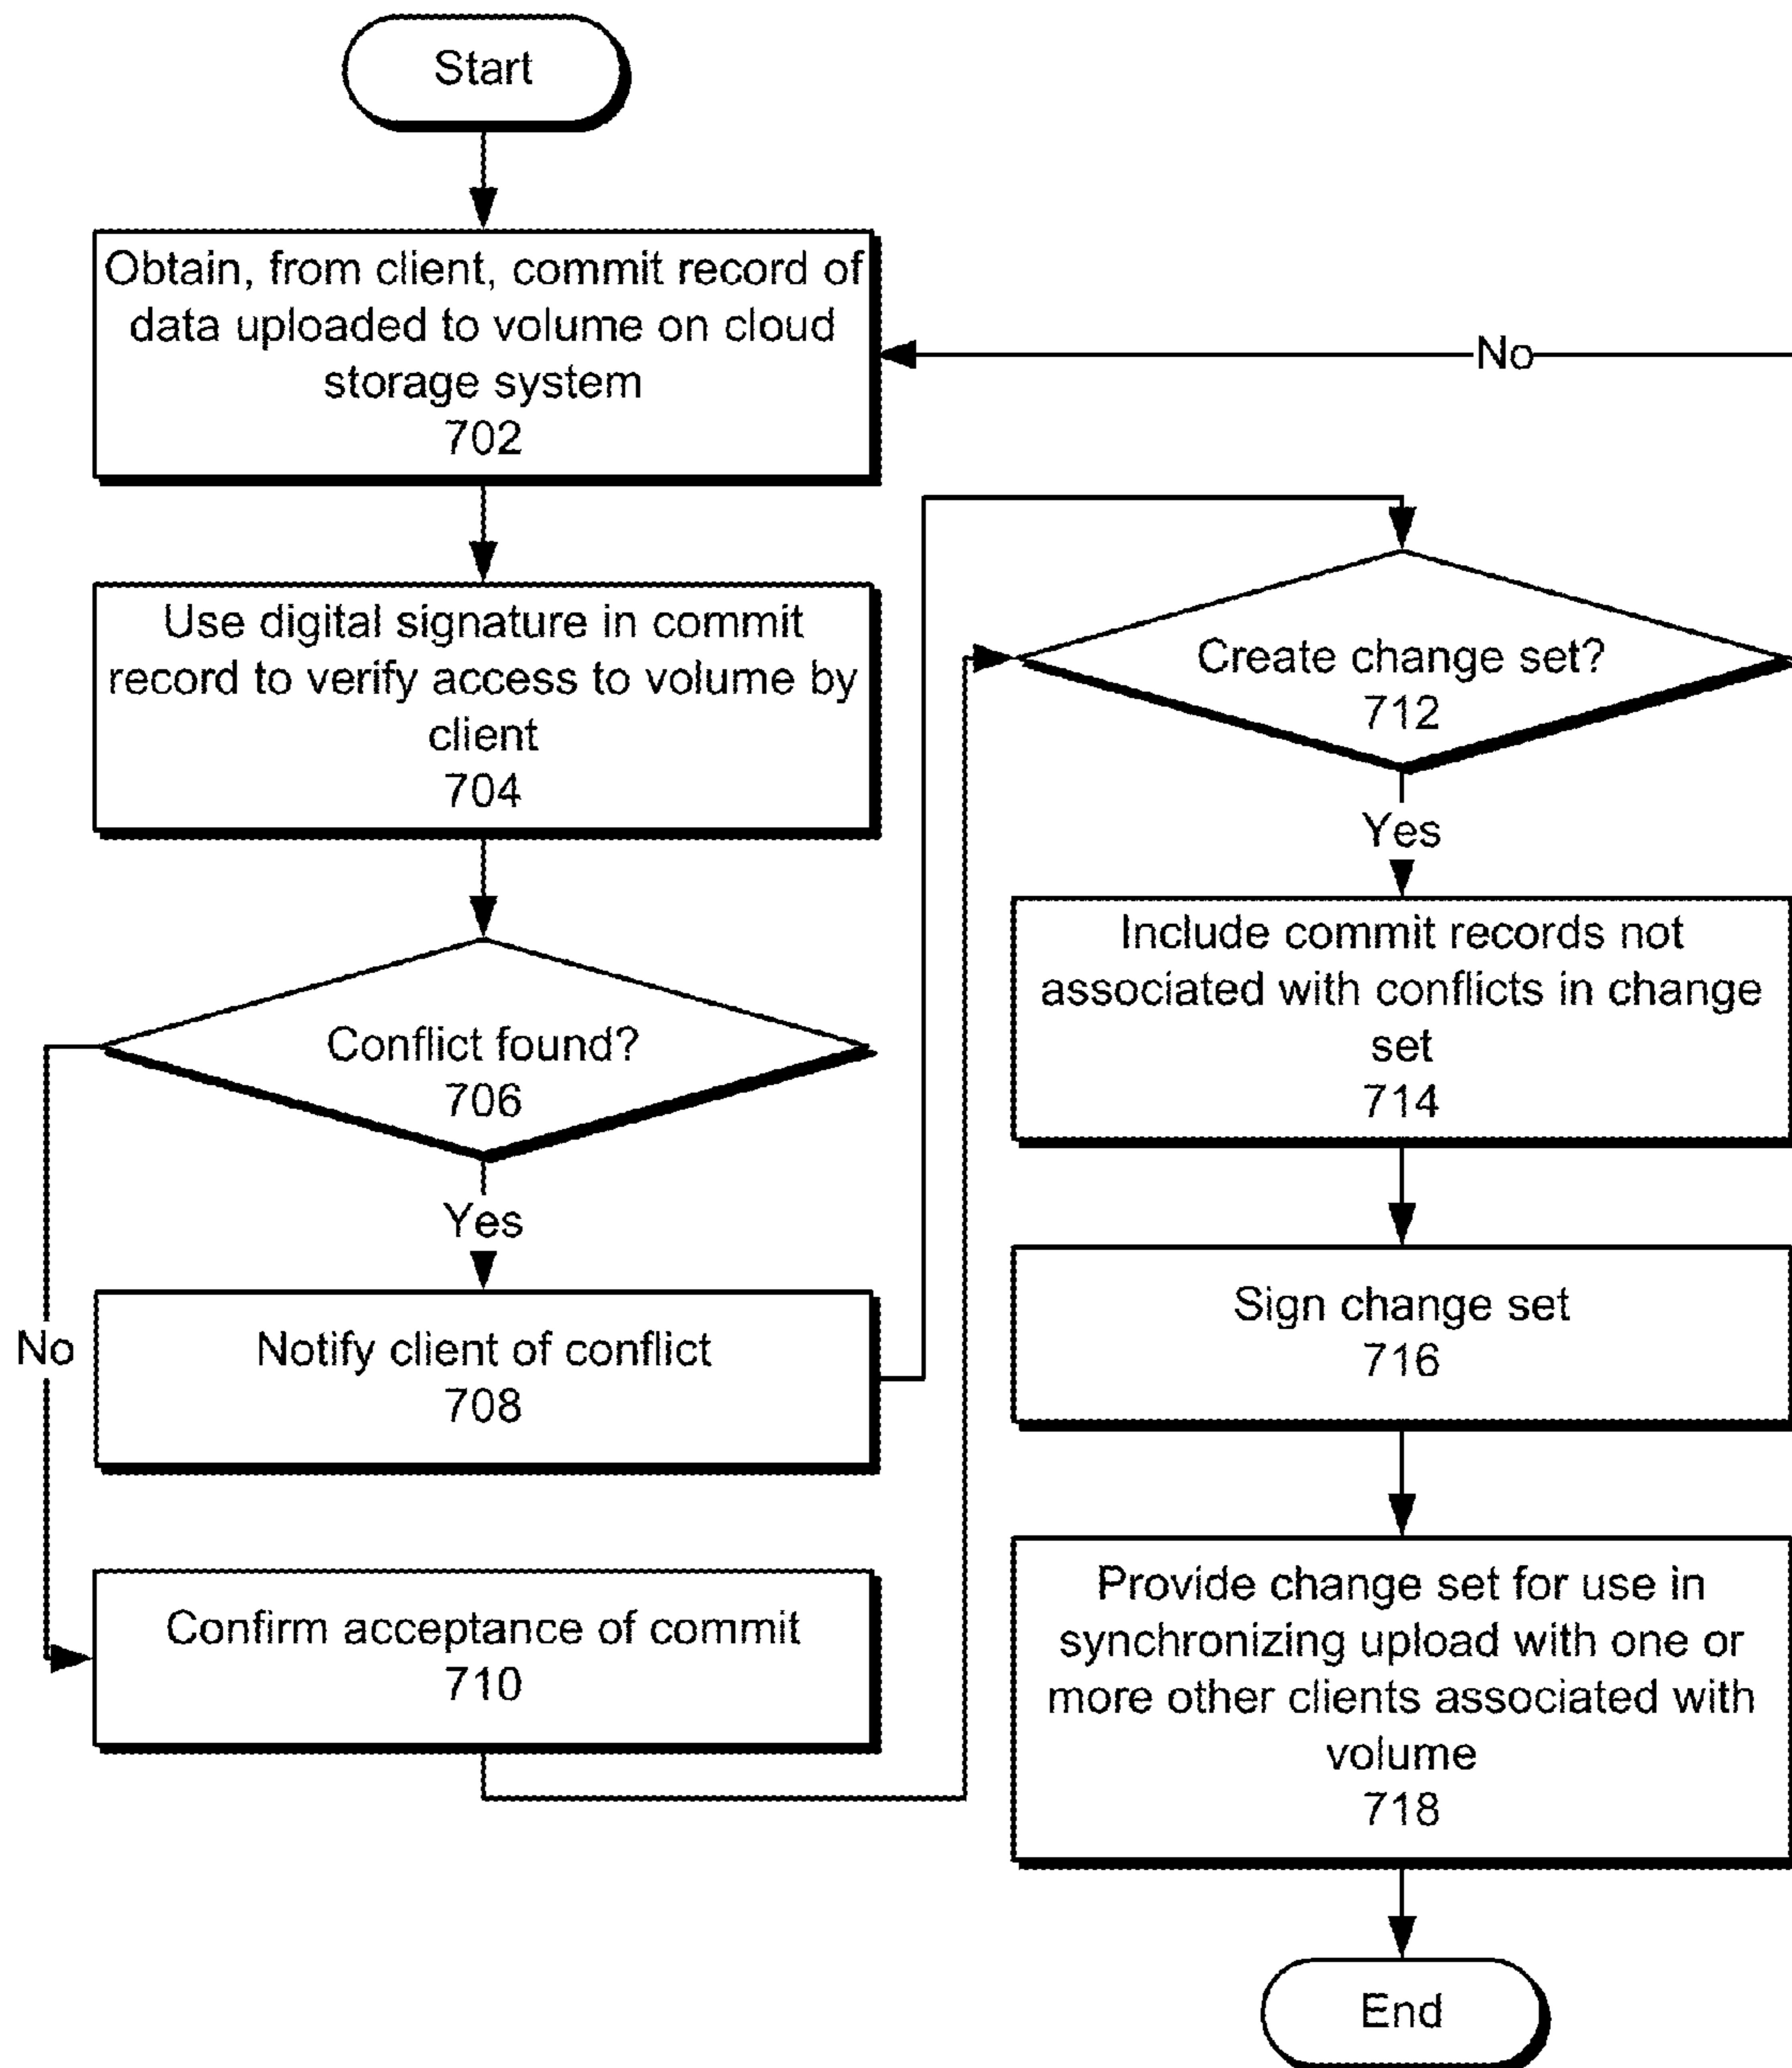 Start
Obtain, from client, commit record of
data uploaded to volume on cloud
storage system
702
Use digital signature in commit
record to verify access to volume by
client
704
Conflict found?
706
Yes
No
Notify client of conflict
708
Confirm acceptance of commit
710
No
Create change set?
712
Yes
Include commit records not
associated with conflicts in change
set
714
Sign change set
716
Provide change set for use in
synchronizing upload with one or
more other clients associated with
volume
718
End